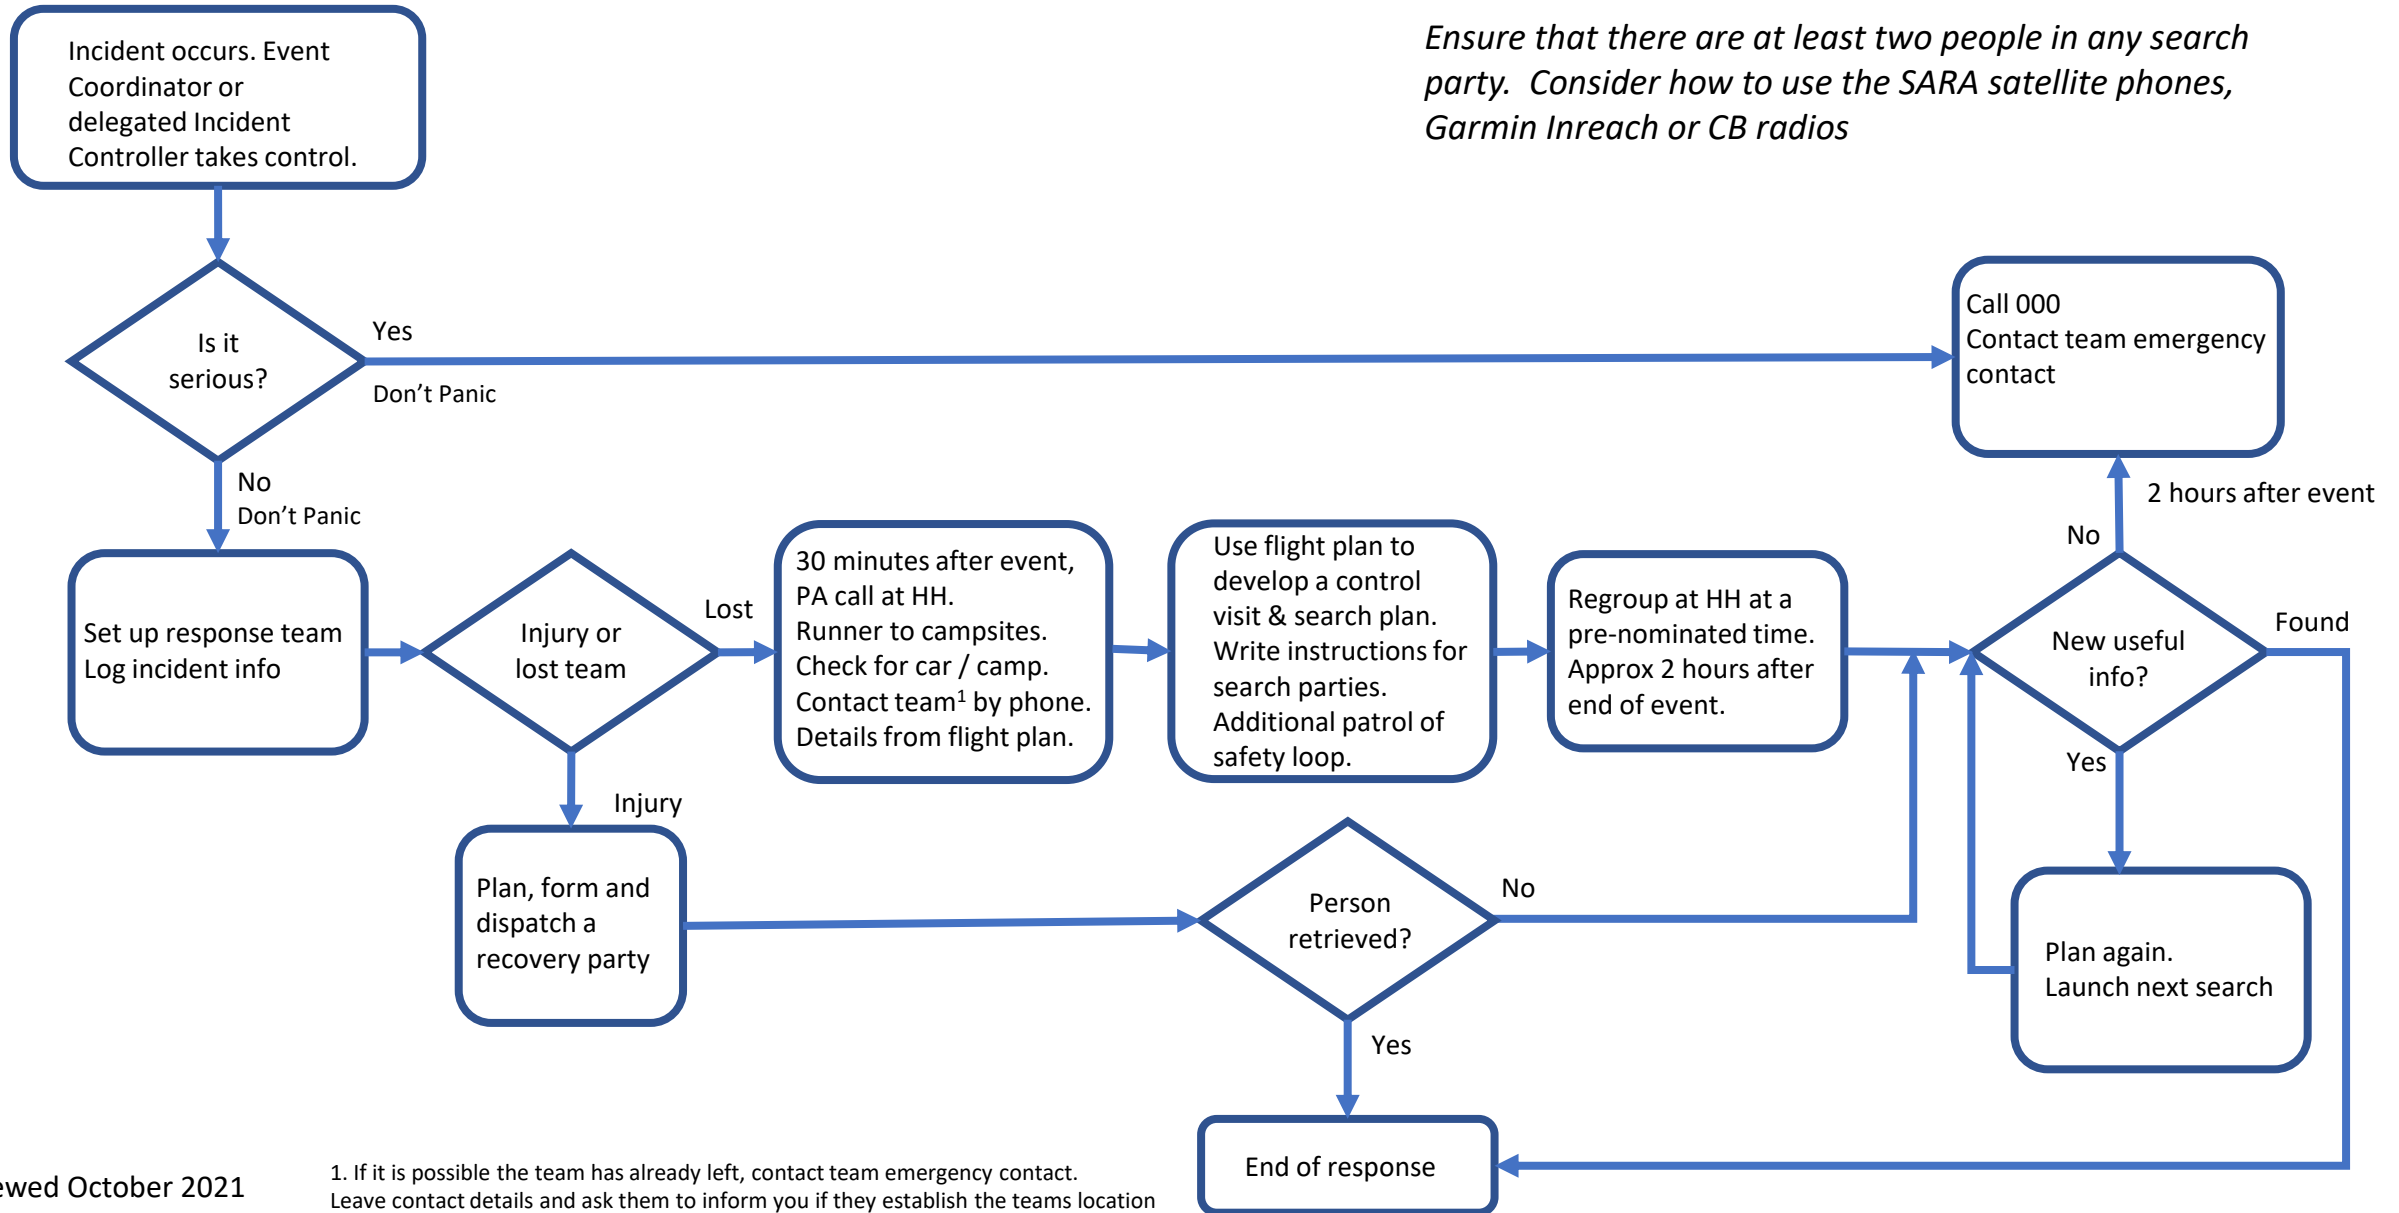 Incident occurs. Event
Coordinator or
delegated Incident
Controller takes control.
Ensure that there are at least two people in any search
party.  Consider how to use the SARA satellite phones,
Garmin Inreach or CB radios
Is it
serious?
Yes
Don’t Panic
Call 000
Contact team emergency
contact
No
Don’t Panic
2 hours after event
No
Set up response team
Log incident info
Injury or
lost team
Lost
30 minutes after event,
PA call at HH.
Runner to campsites.
Check for car / camp.
Contact team¹ by phone.
Details from flight plan.
Use flight plan to
develop a control
visit & search plan.
Write instructions for
search parties.
Additional patrol of
safety loop.
Regroup at HH at a
pre-nominated time.
Approx 2 hours after
end of event.
New useful
info?
Found
Yes
Injury
Plan, form and
dispatch a
recovery party
Person
retrieved?
No
Plan again.
Launch next search
Yes
End of response
ewed October 2021
1. If it is possible the team has already left, contact team emergency contact.
Leave contact details and ask them to inform you if they establish the teams location